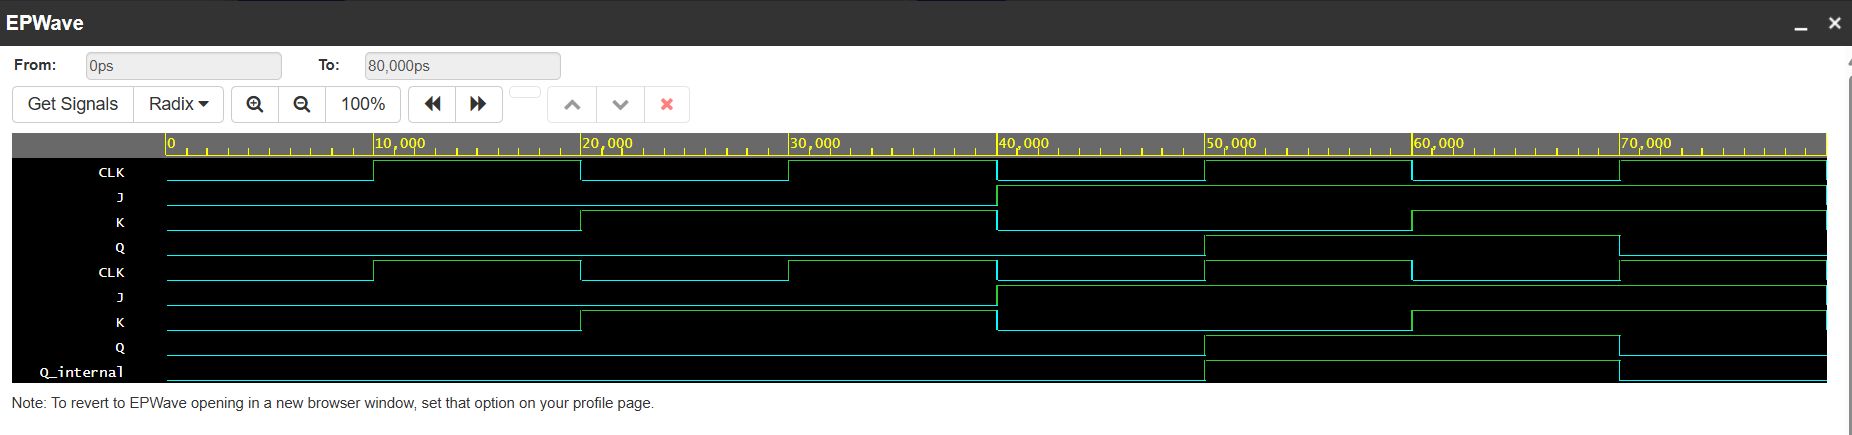 EPWave
From: 0ps To: 80,000ps
Get Signals Radix 100%
0 10,000 20,000 30,000 40,000 50,000 60,000 70,000
CLK
J
K
Q
CLK
J
K
Q
Q_internal
Note: To revert to EPWave opening in a new browser window, set that option on your profile page.